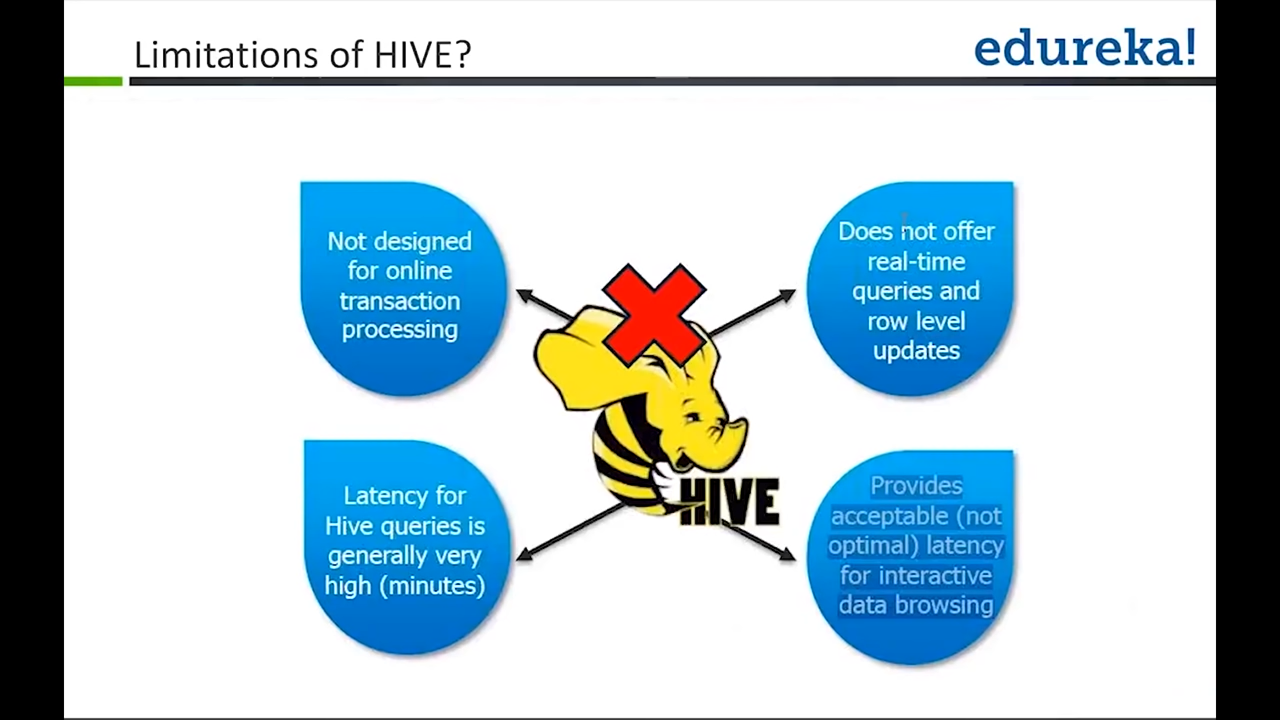 Limitations of HIVE?
edureka!
Not designed
for online
transaction
processing
Does not offer
real-time
queries and
row level
updates
HIVE
Latency for
Hive queries is
generally very
high (minutes)
Provides
acceptable (not
optimal) latency
for interactive
data browsing